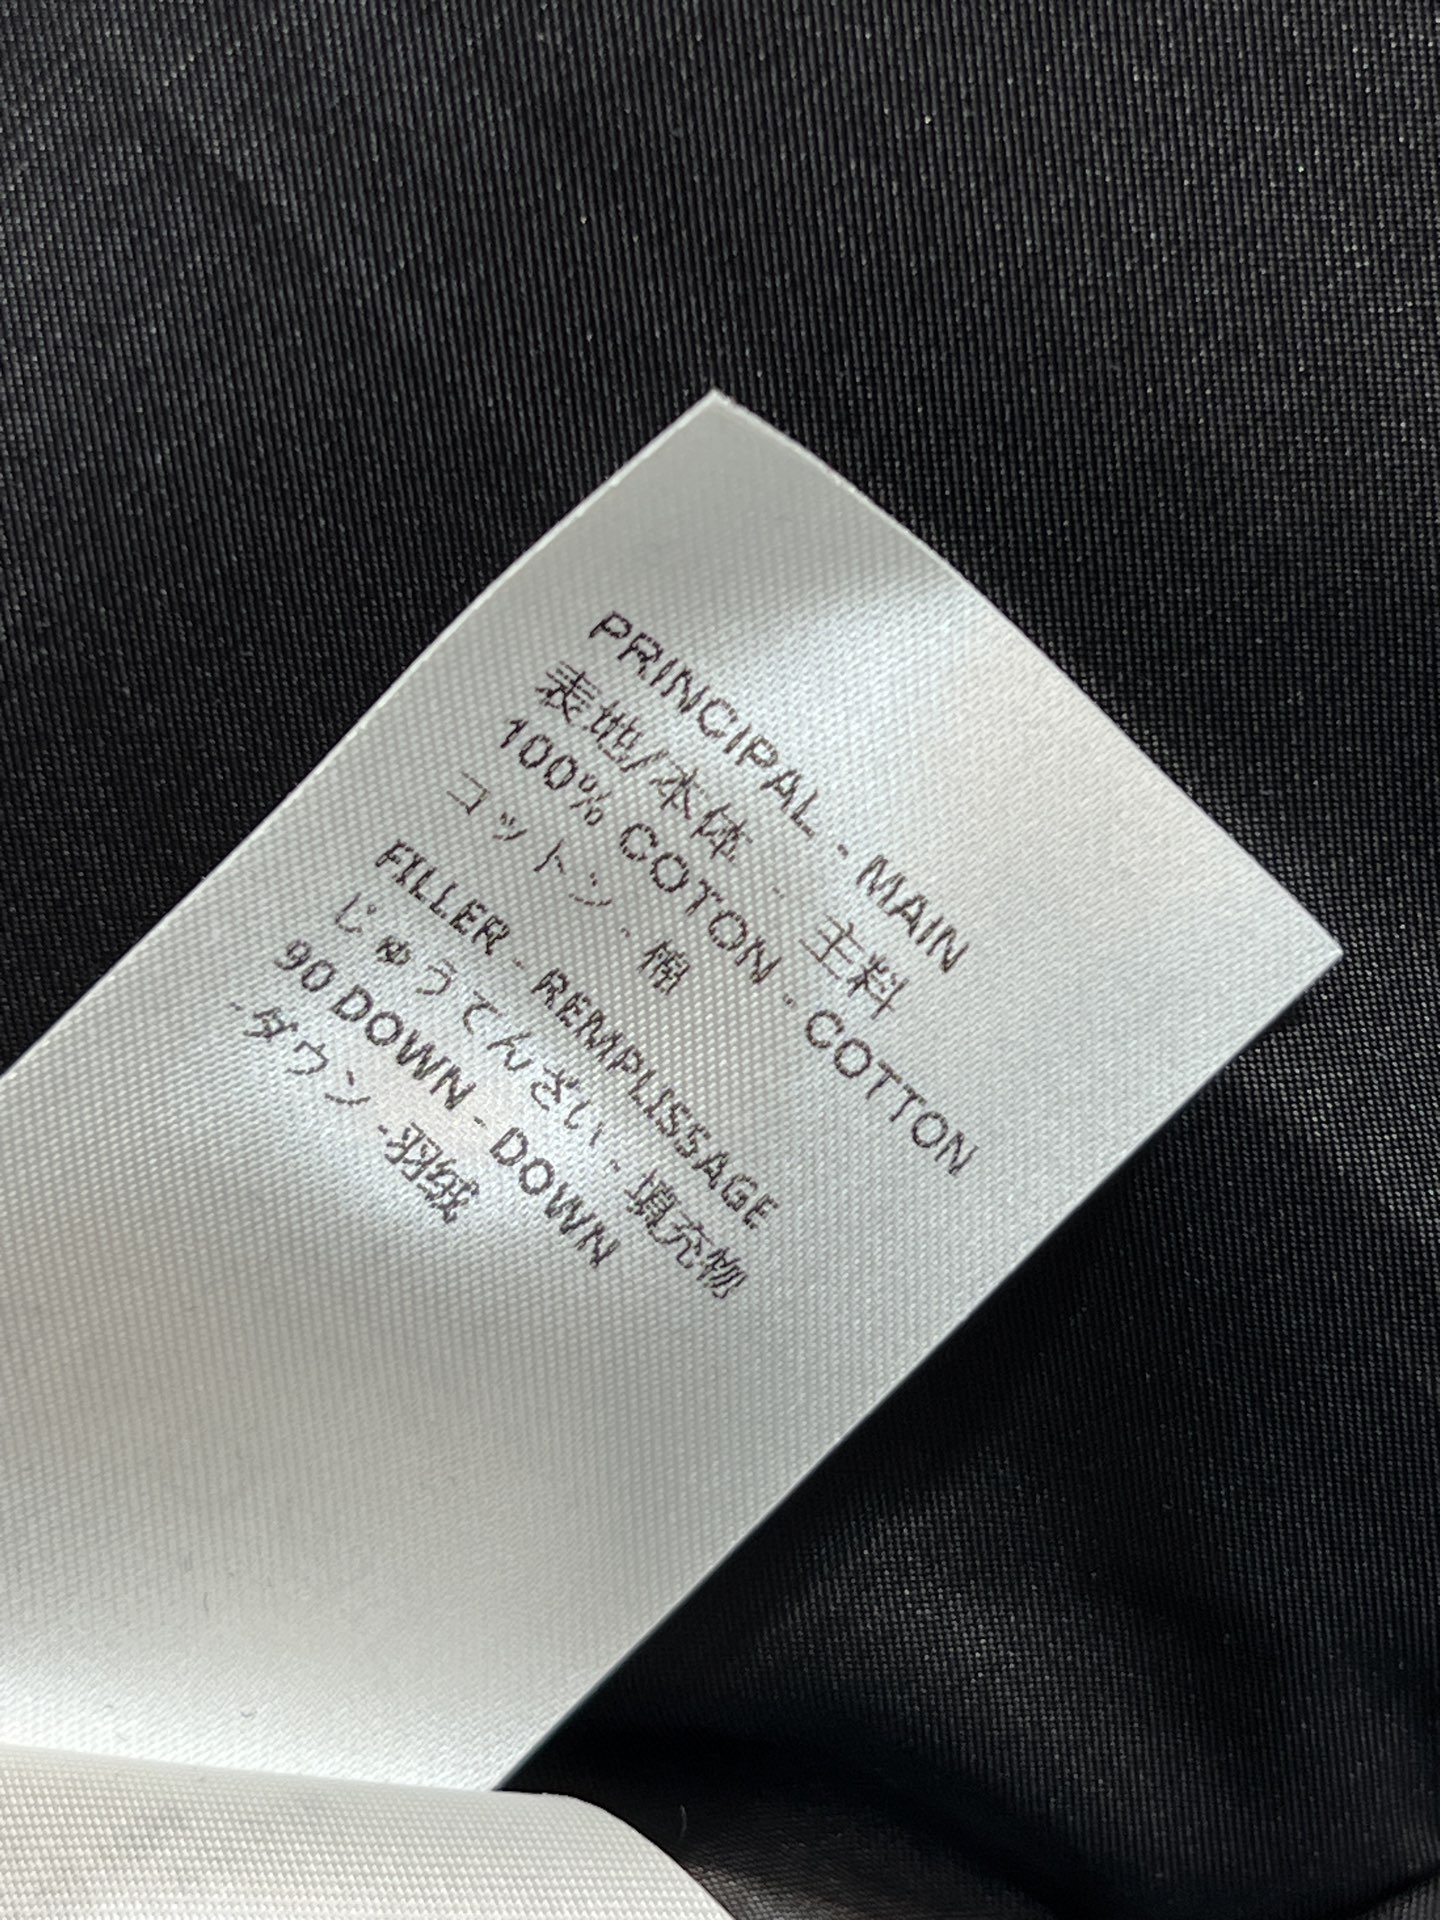 PRINCIPAL - MAIN
表地/本体 - 主料
100% COTON - COTTON
コットン - 棉
FILLER - REMPLISSAGE
じゅうてんざい - 填充物
90 DOWN - DOWN
-ダウン -羽绒